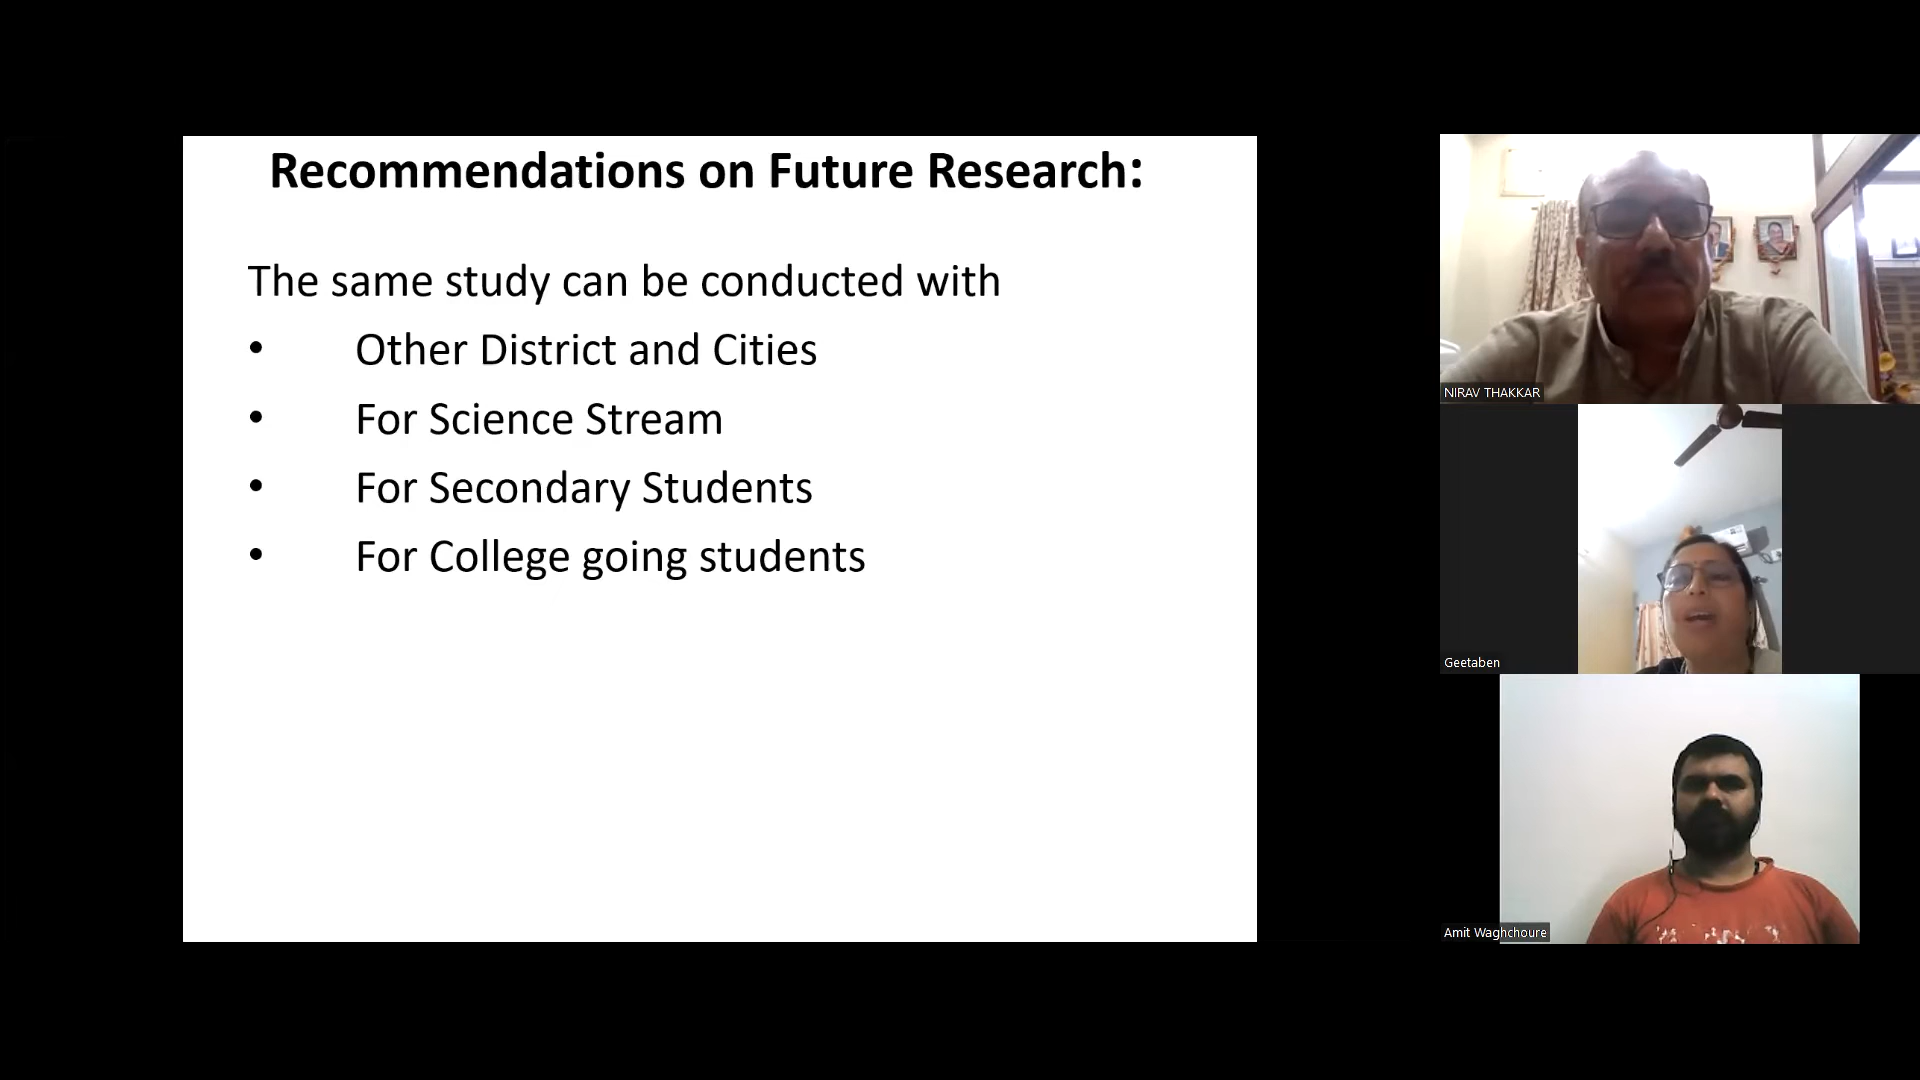 Recommendations on Future Research:
The same study can be conducted with
• Other District and Cities
• For Science Stream
• For Secondary Students
• For College going students
NIRAV THAKKAR
Geetaben
Amit Waghchoure